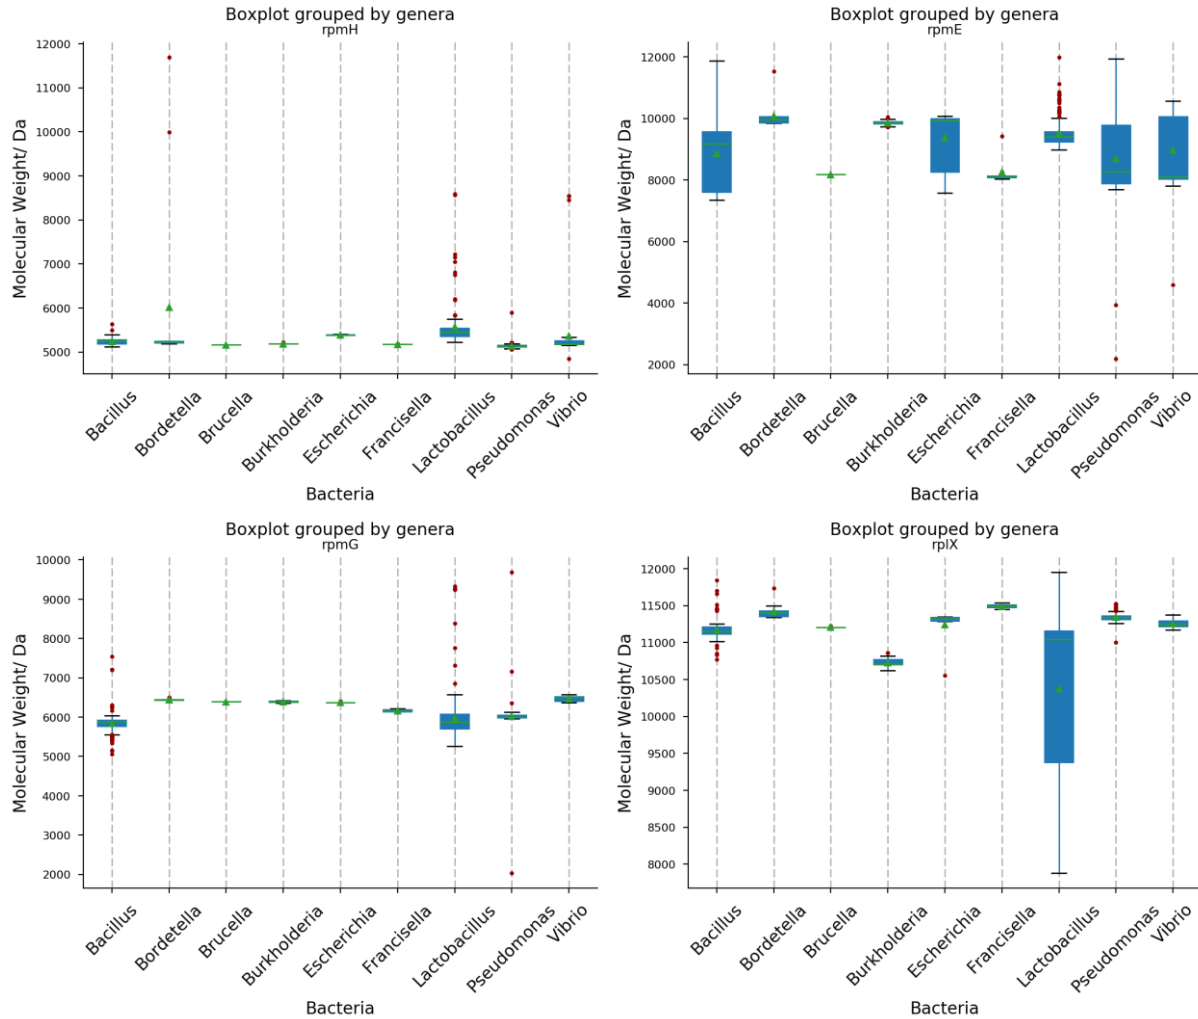 Boxplot grouped by genera
rpmH
Molecular Weight/ Da
12000
11000
10000
9000
8000
7000
6000
5000
Bacillus
Bordetella
Brucella
Burkholderia
Escherichia
Francisella
Lactobacillus
Pseudomonas
Vibrio
Bacteria
Boxplot grouped by genera
rpmE
Molecular Weight/ Da
12000
10000
8000
6000
4000
2000
Bacillus
Bordetella
Brucella
Burkholderia
Escherichia
Francisella
Lactobacillus
Pseudomonas
Vibrio
Bacteria
Boxplot grouped by genera
rpmG
Molecular Weight/ Da
10000
9000
8000
7000
6000
5000
4000
3000
2000
Bacillus
Bordetella
Brucella
Burkholderia
Escherichia
Francisella
Lactobacillus
Pseudomonas
Vibrio
Bacteria
Boxplot grouped by genera
rplX
Molecular Weight/ Da
12000
11500
11000
10500
10000
9500
9000
8500
8000
Bacillus
Bordetella
Brucella
Burkholderia
Escherichia
Francisella
Lactobacillus
Pseudomonas
Vibrio
Bacteria